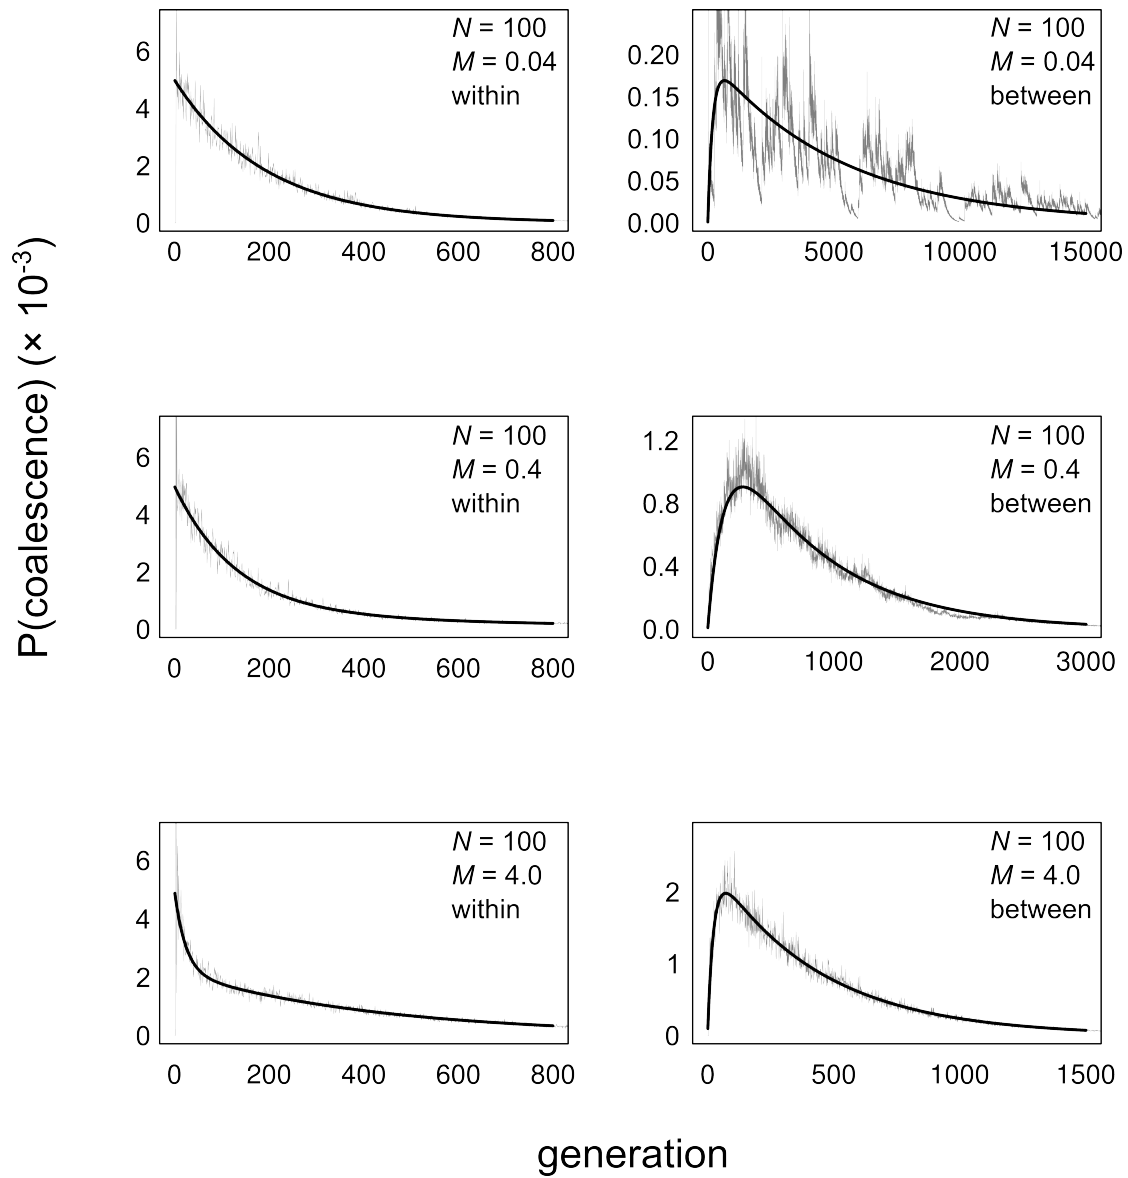 P(coalescence) (× 10⁻³)
6
4
2
0
N = 100
M = 0.04
within
0 200 400 600 800
0.20
0.15
0.10
0.05
0.00
N = 100
M = 0.04
between
0 5000 10000 15000
6
4
2
0
N = 100
M = 0.4
within
0 200 400 600 800
1.2
0.8
0.4
0.0
N = 100
M = 0.4
between
0 1000 2000 3000
6
4
2
0
N = 100
M = 4.0
within
0 200 400 600 800
2
1
0
N = 100
M = 4.0
between
0 500 1000 1500
generation